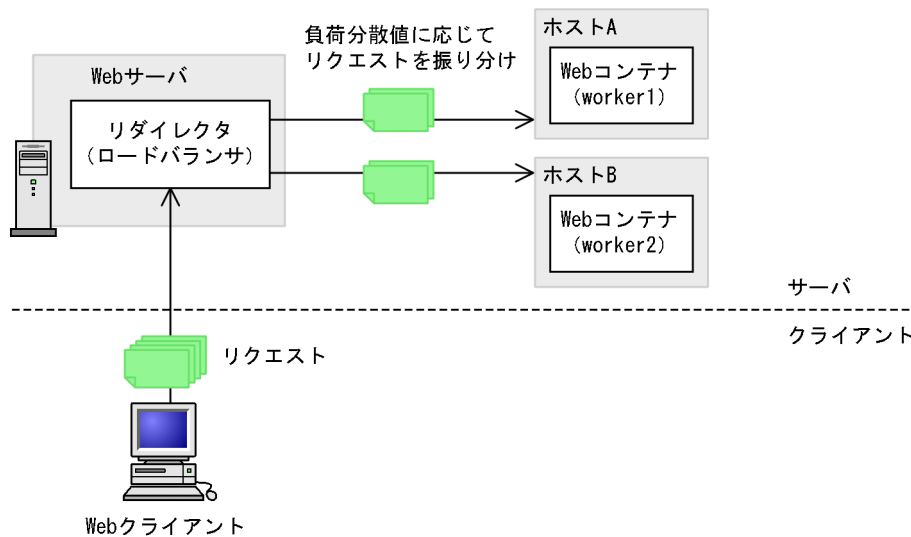 負荷分散値に応じて
リクエストを振り分け
Webサーバ
リダイレクタ
(ロードバランサ)
ホストA
Webコンテナ
(worker1)
ホストB
Webコンテナ
(worker2)
サーバ
クライアント
リクエスト
Webクライアント